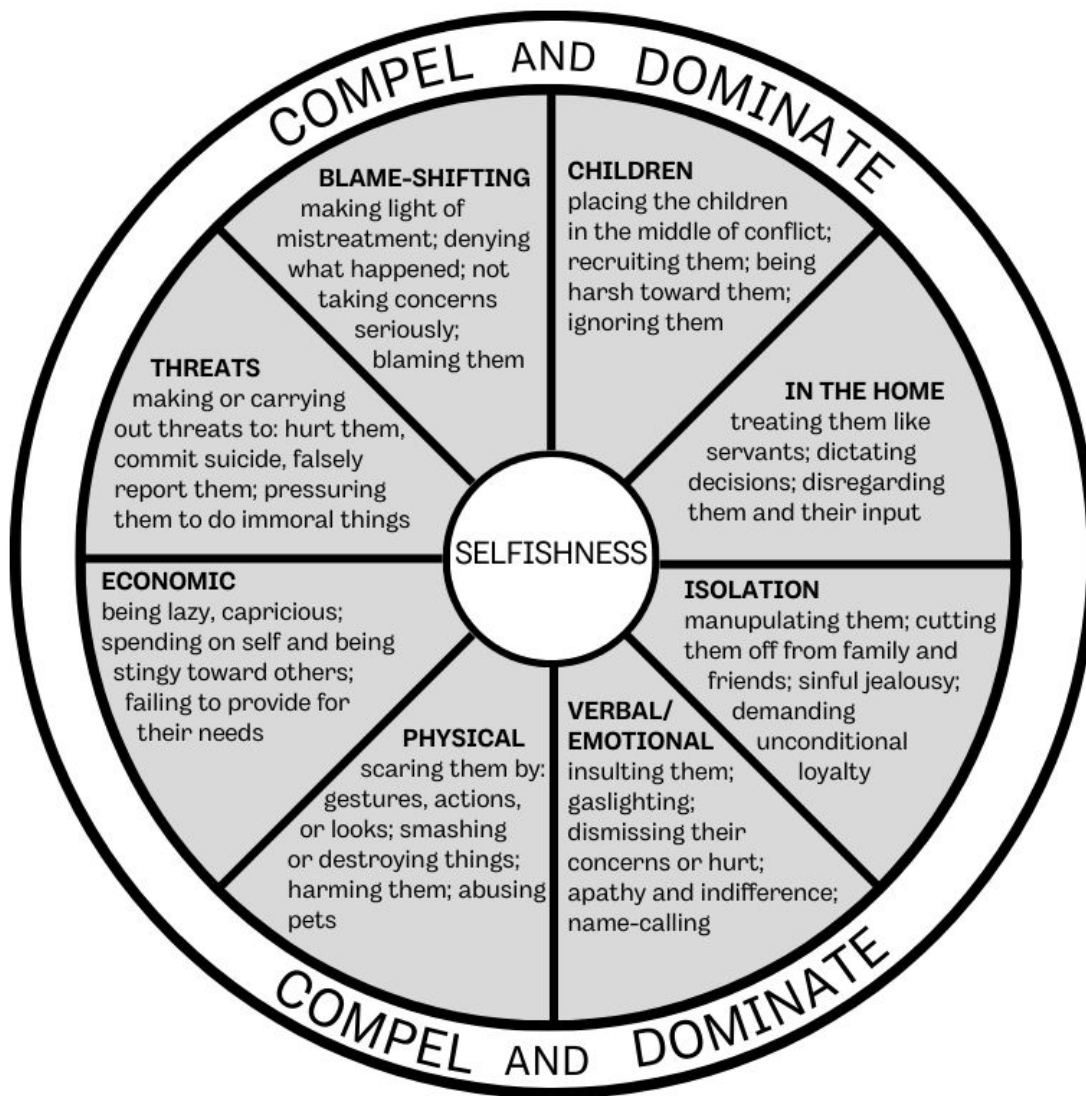 COMPEL AND DOMINATE
BLAME-SHIFTING
making light of
mistreatment; denying
what happened; not
taking concerns
seriously;
blaming them
CHILDREN
placing the children
in the middle of conflict;
recruiting them; being
harsh toward them;
ignoring them
THREATS
making or carrying
out threats to: hurt them,
commit suicide, falsely
report them; pressuring
them to do immoral things
IN THE HOME
treating them like
servants; dictating
decisions; disregarding
them and their input
SELFISHNESS
ECONOMIC
being lazy, capricious;
spending on self and being
stingy toward others;
failing to provide for
their needs
ISOLATION
manupulating them; cutting
them off from family and
friends; sinful jealousy;
demanding
unconditional
loyalty
PHYSICAL
scaring them by:
gestures, actions,
or looks; smashing
or destroying things;
harming them; abusing
pets
VERBAL/
EMOTIONAL
insulting them;
gaslighting;
dismissing their
concerns or hurt;
apathy and indifference;
name-calling
COMPEL AND DOMINATE